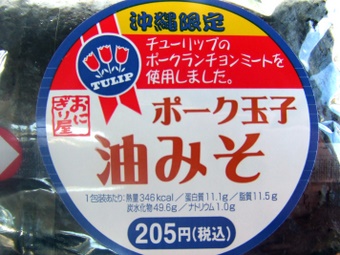 沖縄限定
チューリップの
ポークランチョンミートを
使用しました。
TULIP
おにぎり屋
ポーク玉子
油みそ
1包装あたり:熱量346kcal/蛋白質11.1g/脂質11.5g
炭水化物49.6g/ナトリウム1.0g
205円(税込)